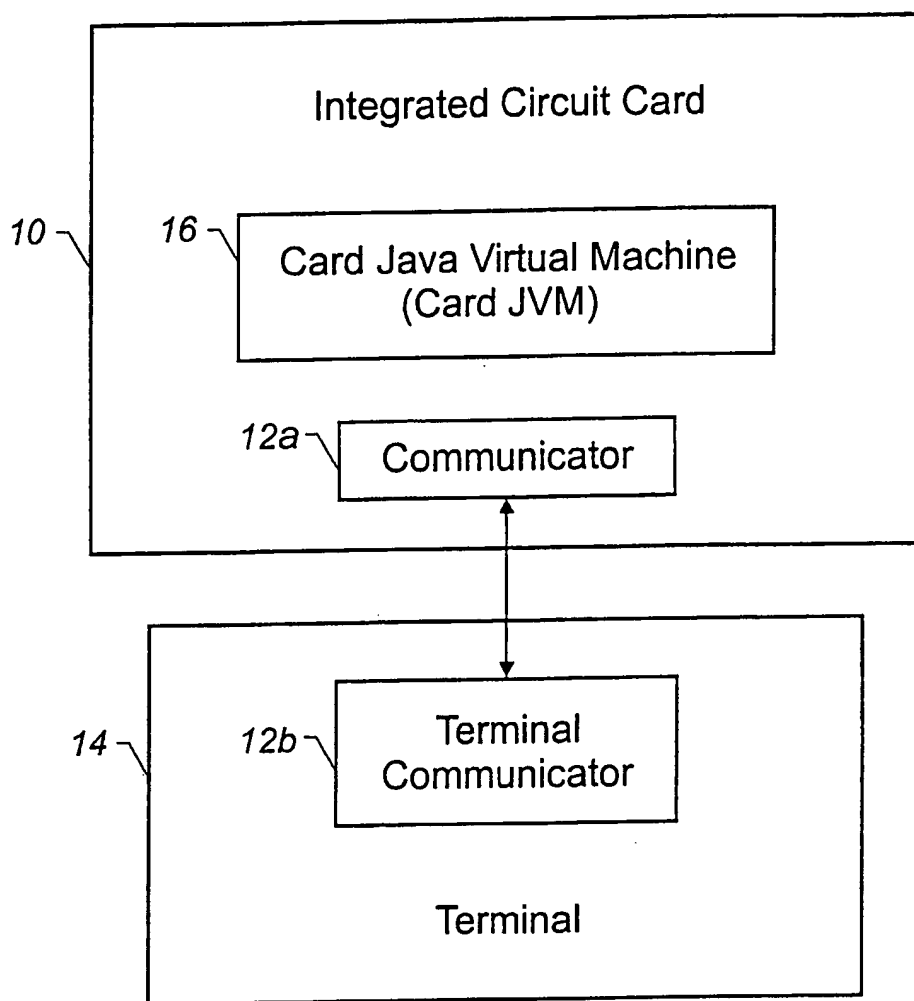 Integrated Circuit Card
10
16
Card Java Virtual Machine
(Card JVM)
12a
Communicator
14
12b
Terminal
Communicator
Terminal